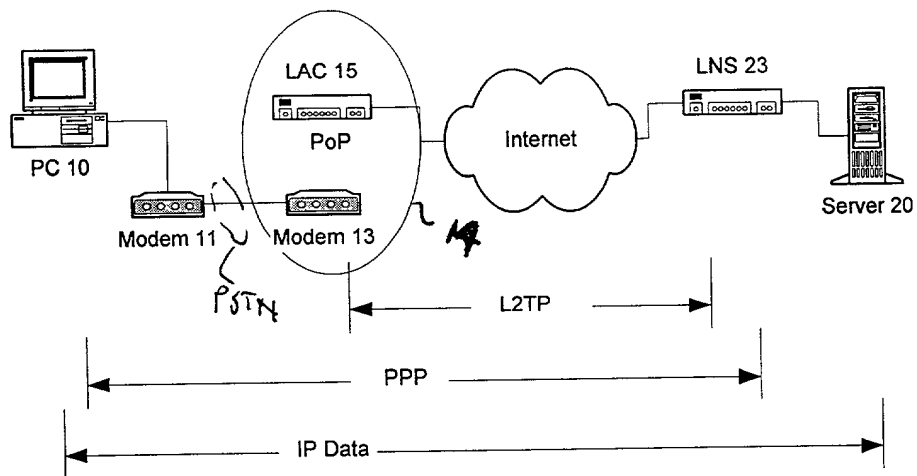 LAC 15
LNS 23
PoP
Internet
PC 10
Server 20
Modem 11
Modem 13
PSTN
L2TP
PPP
IP Data